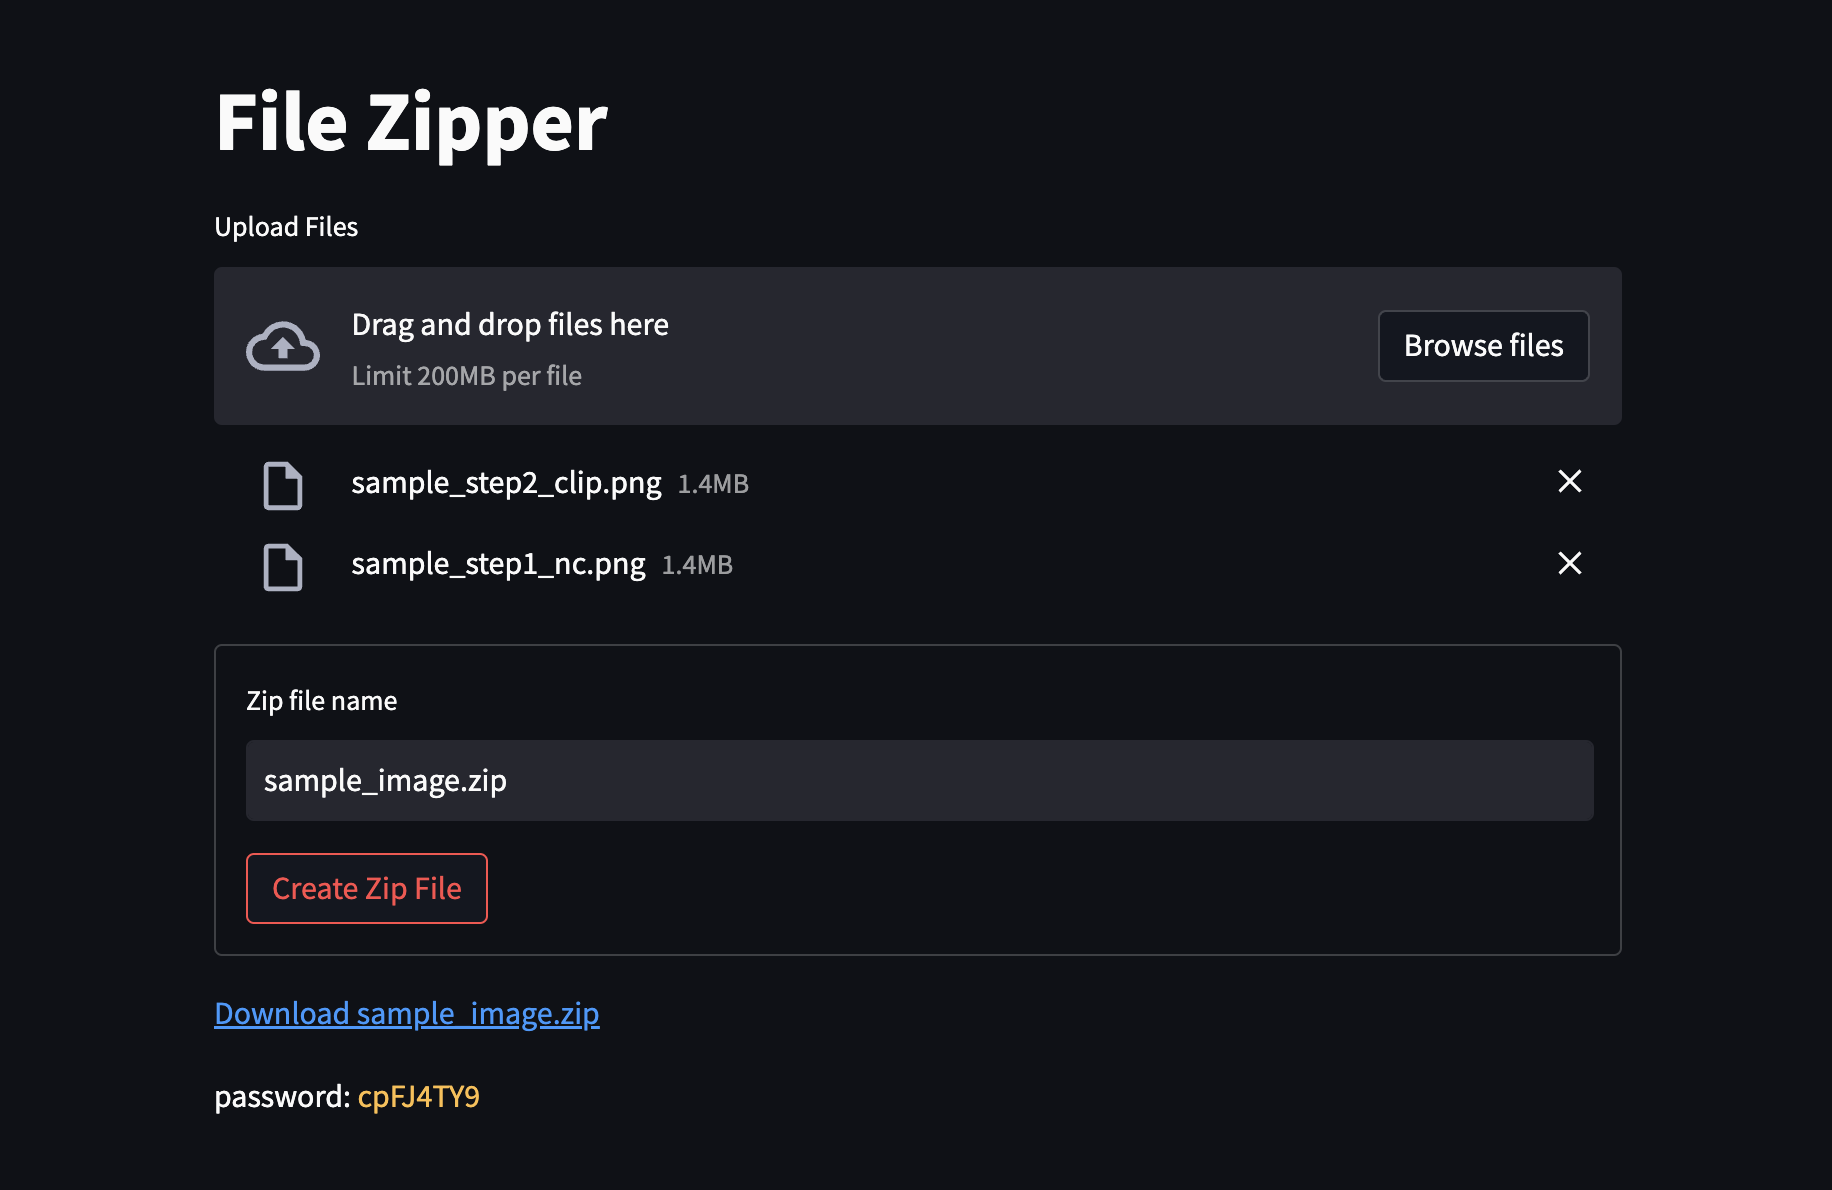 File Zipper
Upload Files
Drag and drop files here
Limit 200MB per file
Browse files
sample_step2_clip.png 1.4MB
sample_step1_nc.png 1.4MB
Zip file name
sample_image.zip
Create Zip File
Download sample_image.zip
password: cpFJ4TY9